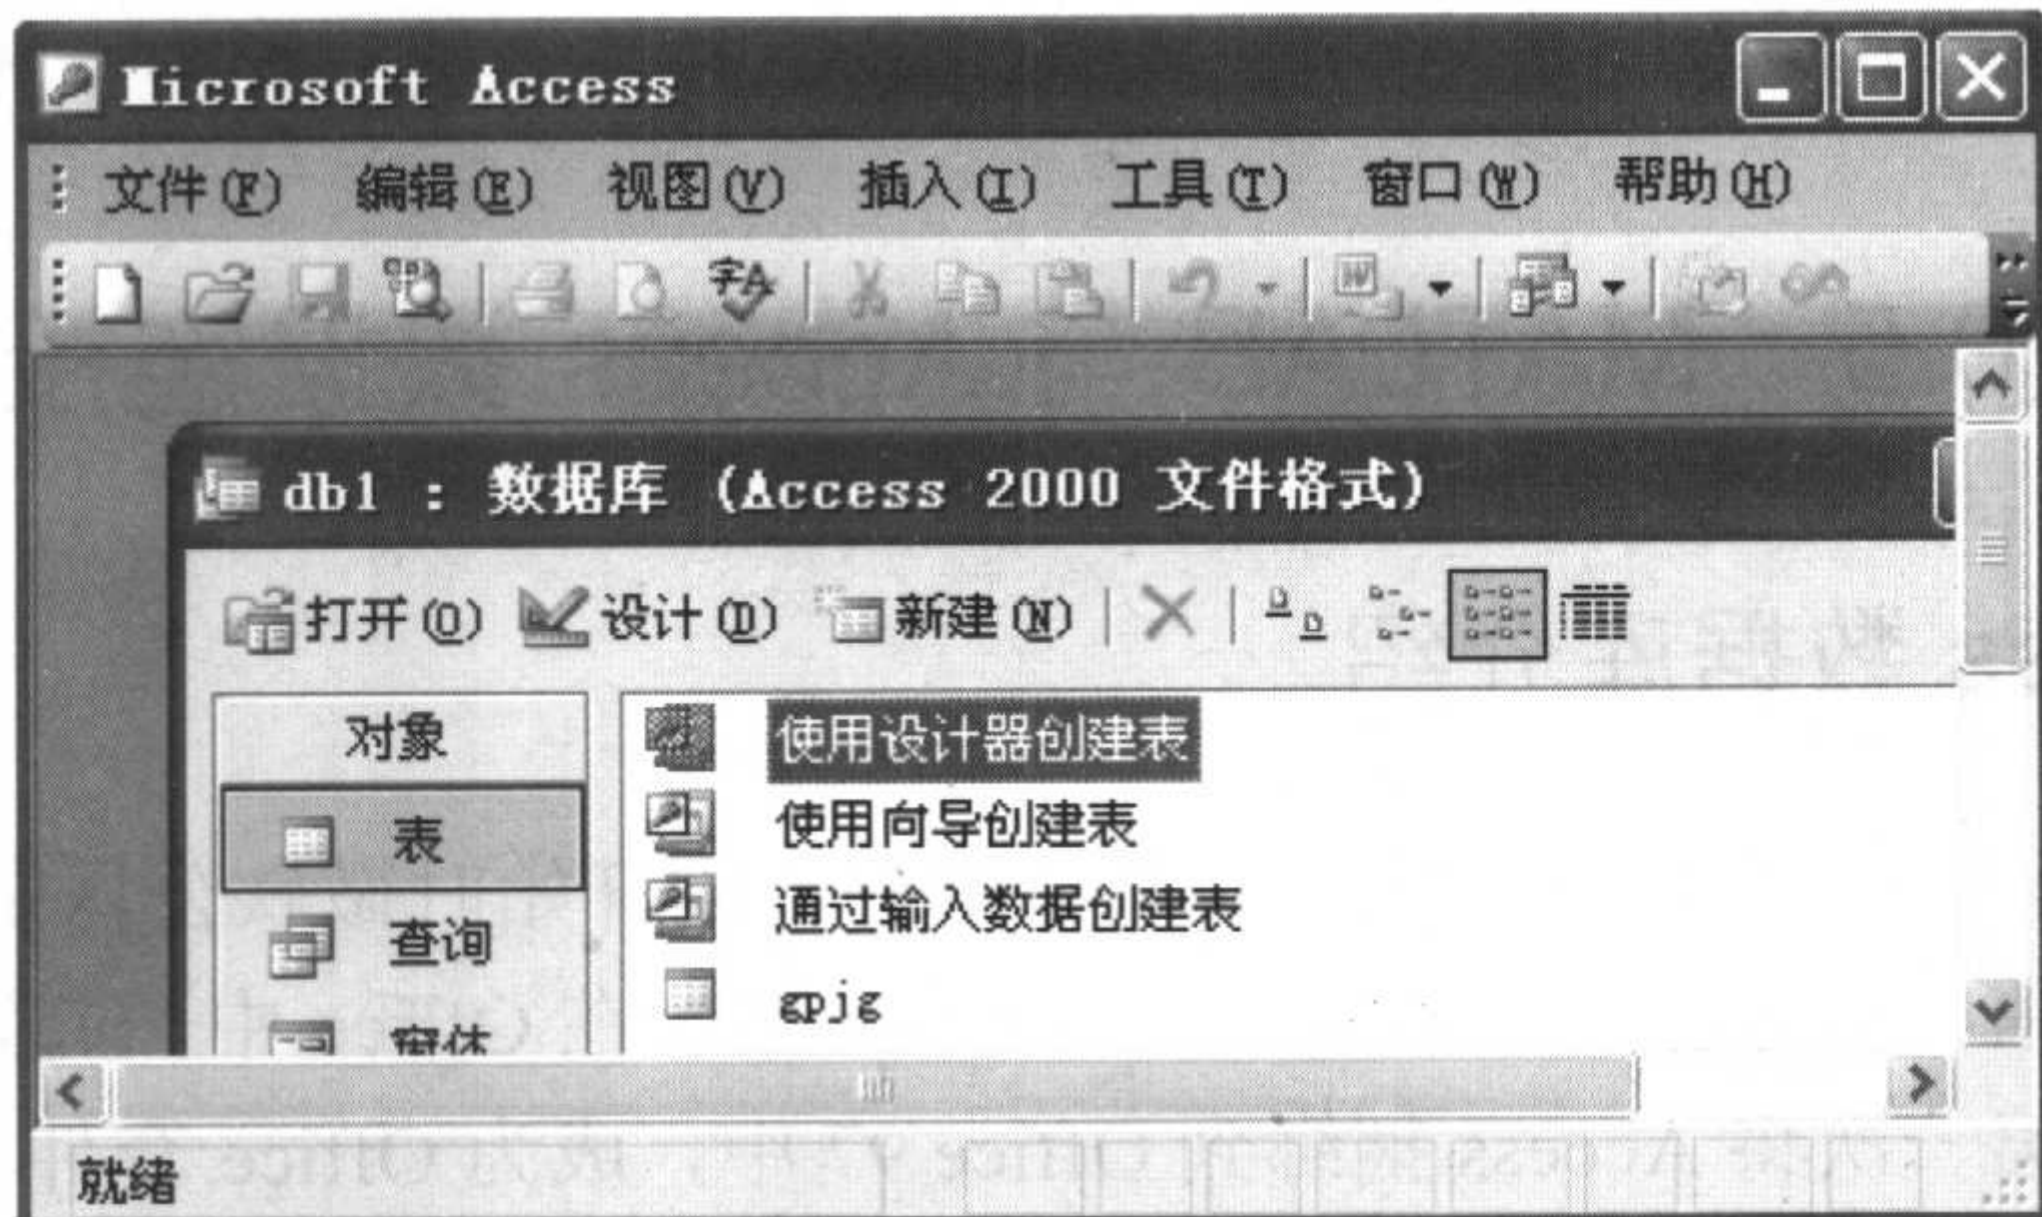 Microsoft Access
文件(F) 编辑(E) 视图(V) 插入(I) 工具(T) 窗口(W) 帮助(H)
db1 : 数据库 (Access 2000 文件格式)
打开(O) 设计(D) 新建(N)
对象
表
查询
窗体
使用设计器创建表
使用向导创建表
通过输入数据创建表
gpjg
就绪